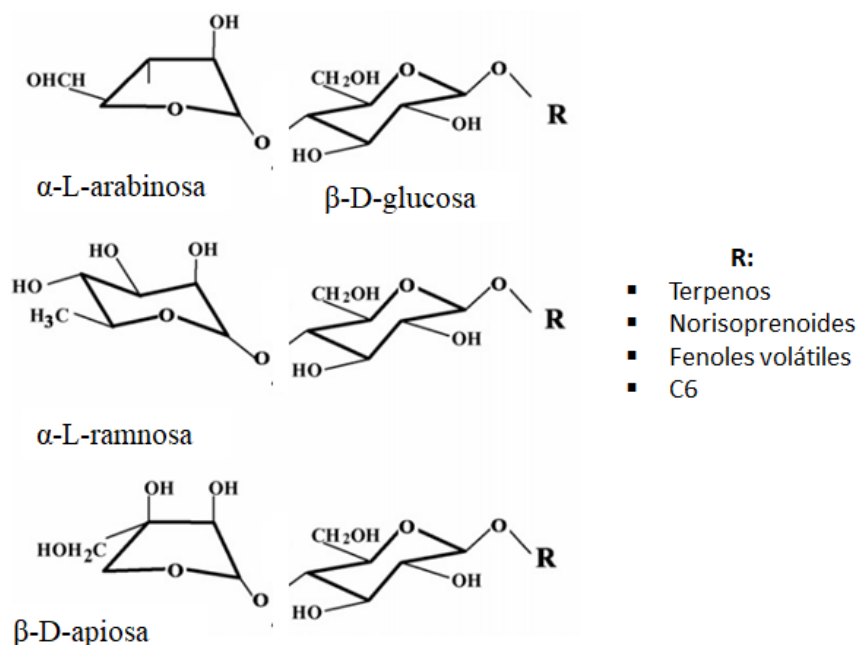 OH
OHCH
O
O
α-L-arabinosa
CH₂OH
O
O
R
OH
HO
β-D-glucosa
HO
OH
HO
H₃C
O
O
α-L-ramnosa
CH₂OH
O
O
R
OH
HO
OH
OH
HOH₂C
O
O
β-D-apiosa
CH₂OH
O
O
R
OH
HO
R:
▪ Terpenos
▪ Norisoprenoides
▪ Fenoles volátiles
▪ C6